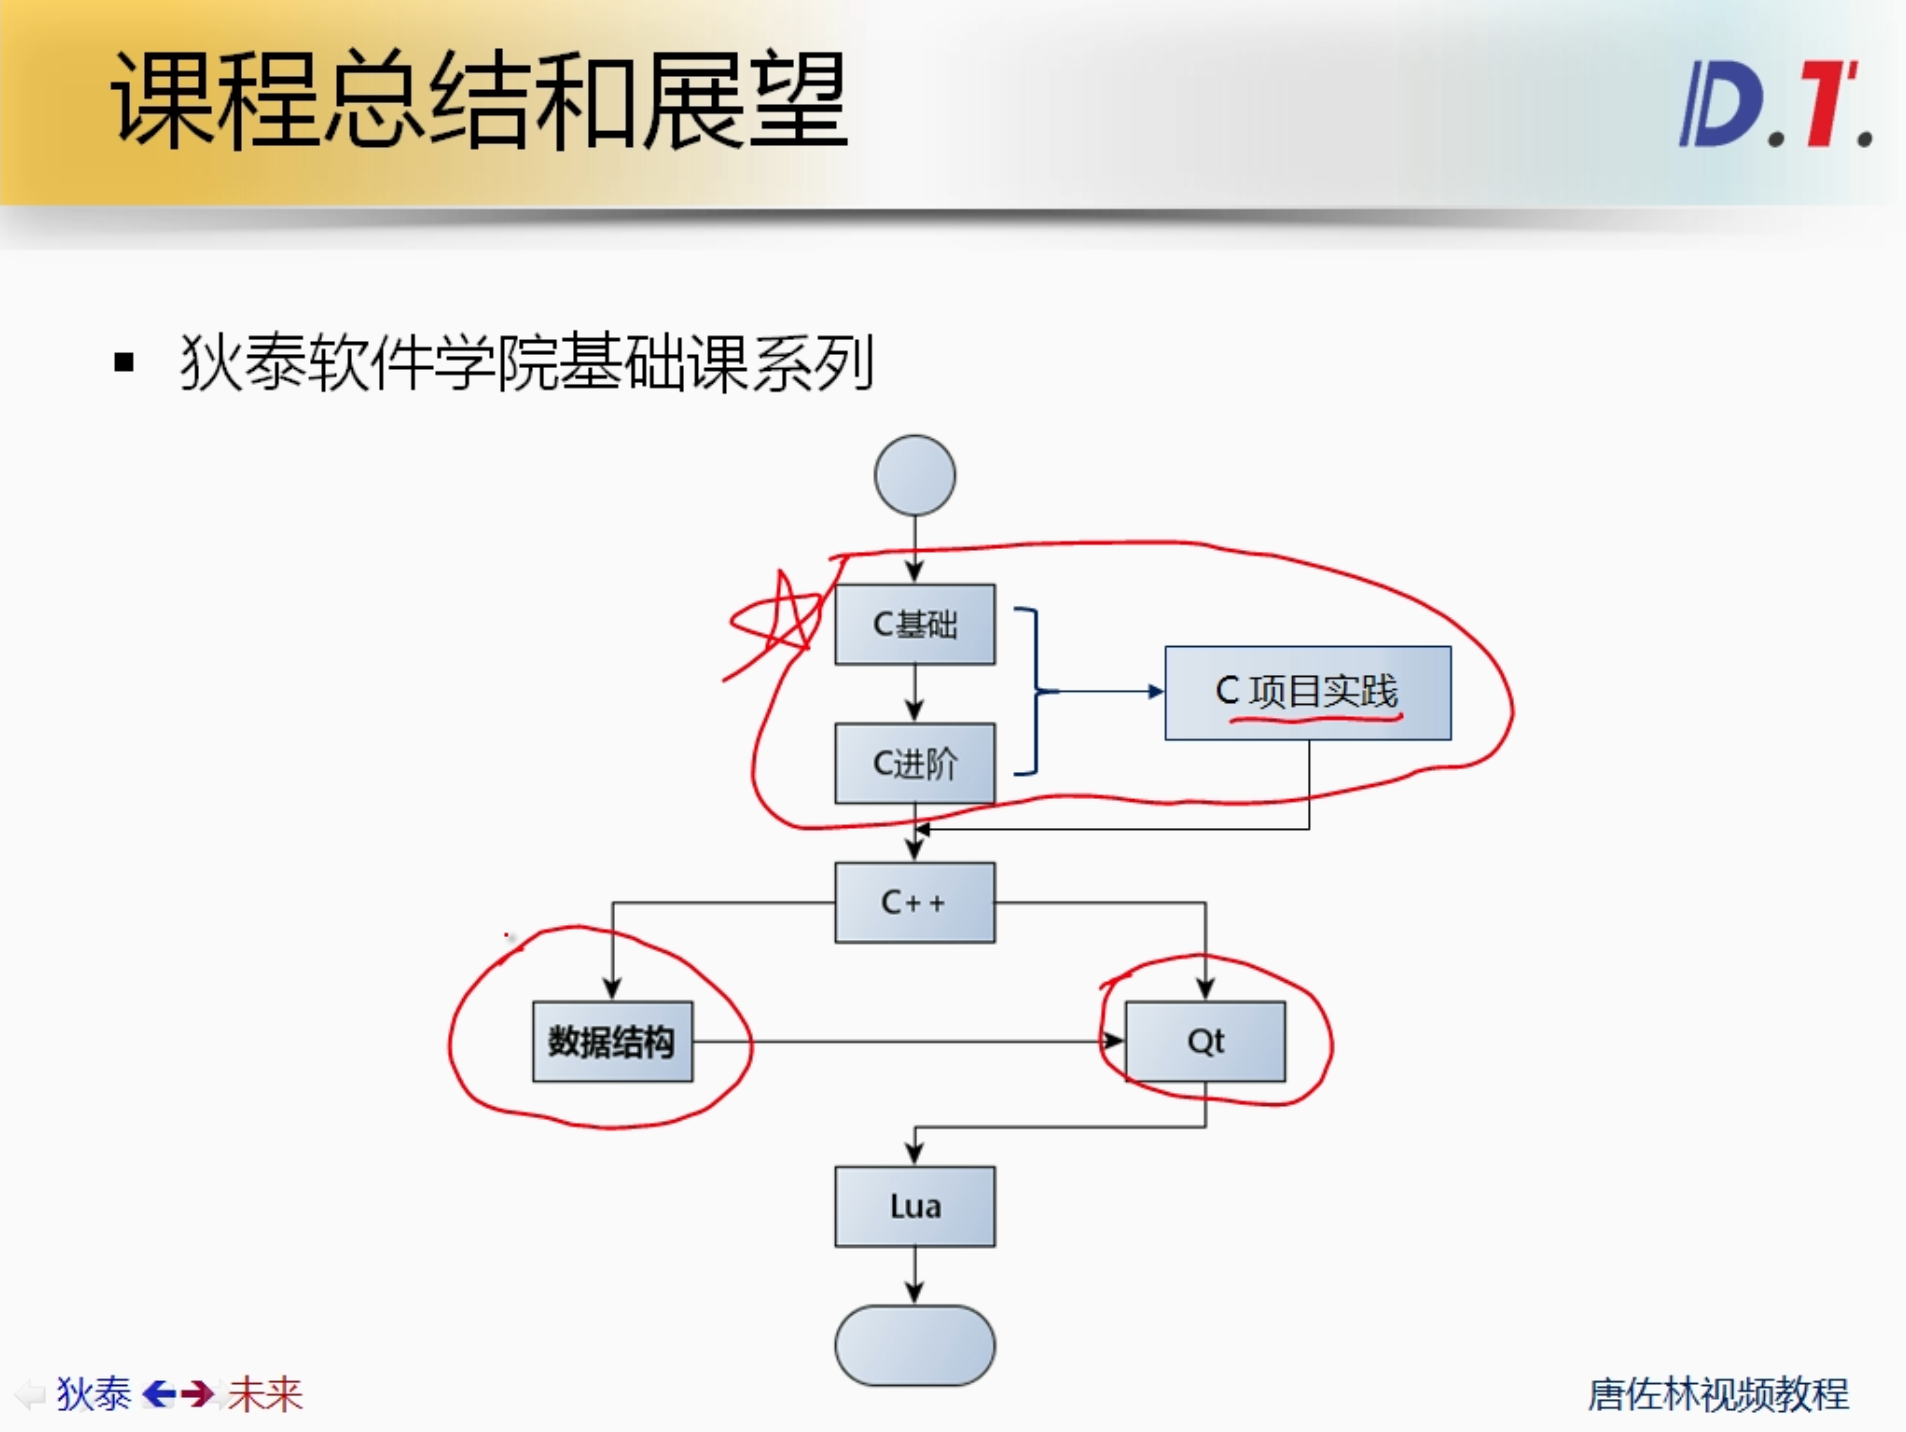 课程总结和展望
D.T.
狄泰软件学院基础课系列
C基础
C 项目实践
C进阶
C++
数据结构
Qt
Lua
狄泰 未来
唐佐林视频教程